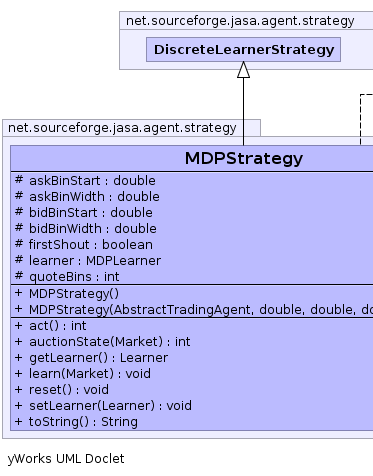 net.sourceforge.jasa.agent.strategy
DiscreteLearnerStrategy
net.sourceforge.jasa.agent.strategy
MDPStrategy
# askBinStart : double
# askBinWidth : double
# bidBinStart : double
# bidBinWidth : double
# firstShout : boolean
# learner : MDPLearner
# quoteBins : int
+ MDPStrategy()
+ MDPStrategy(AbstractTradingAgent, double, double,
+ act() : int
+ auctionState(Market) : int
+ getLearner() : Learner
+ learn(Market) : void
+ reset() : void
+ setLearner(Learner) : void
+ toString() : String
yWorks UML Doclet